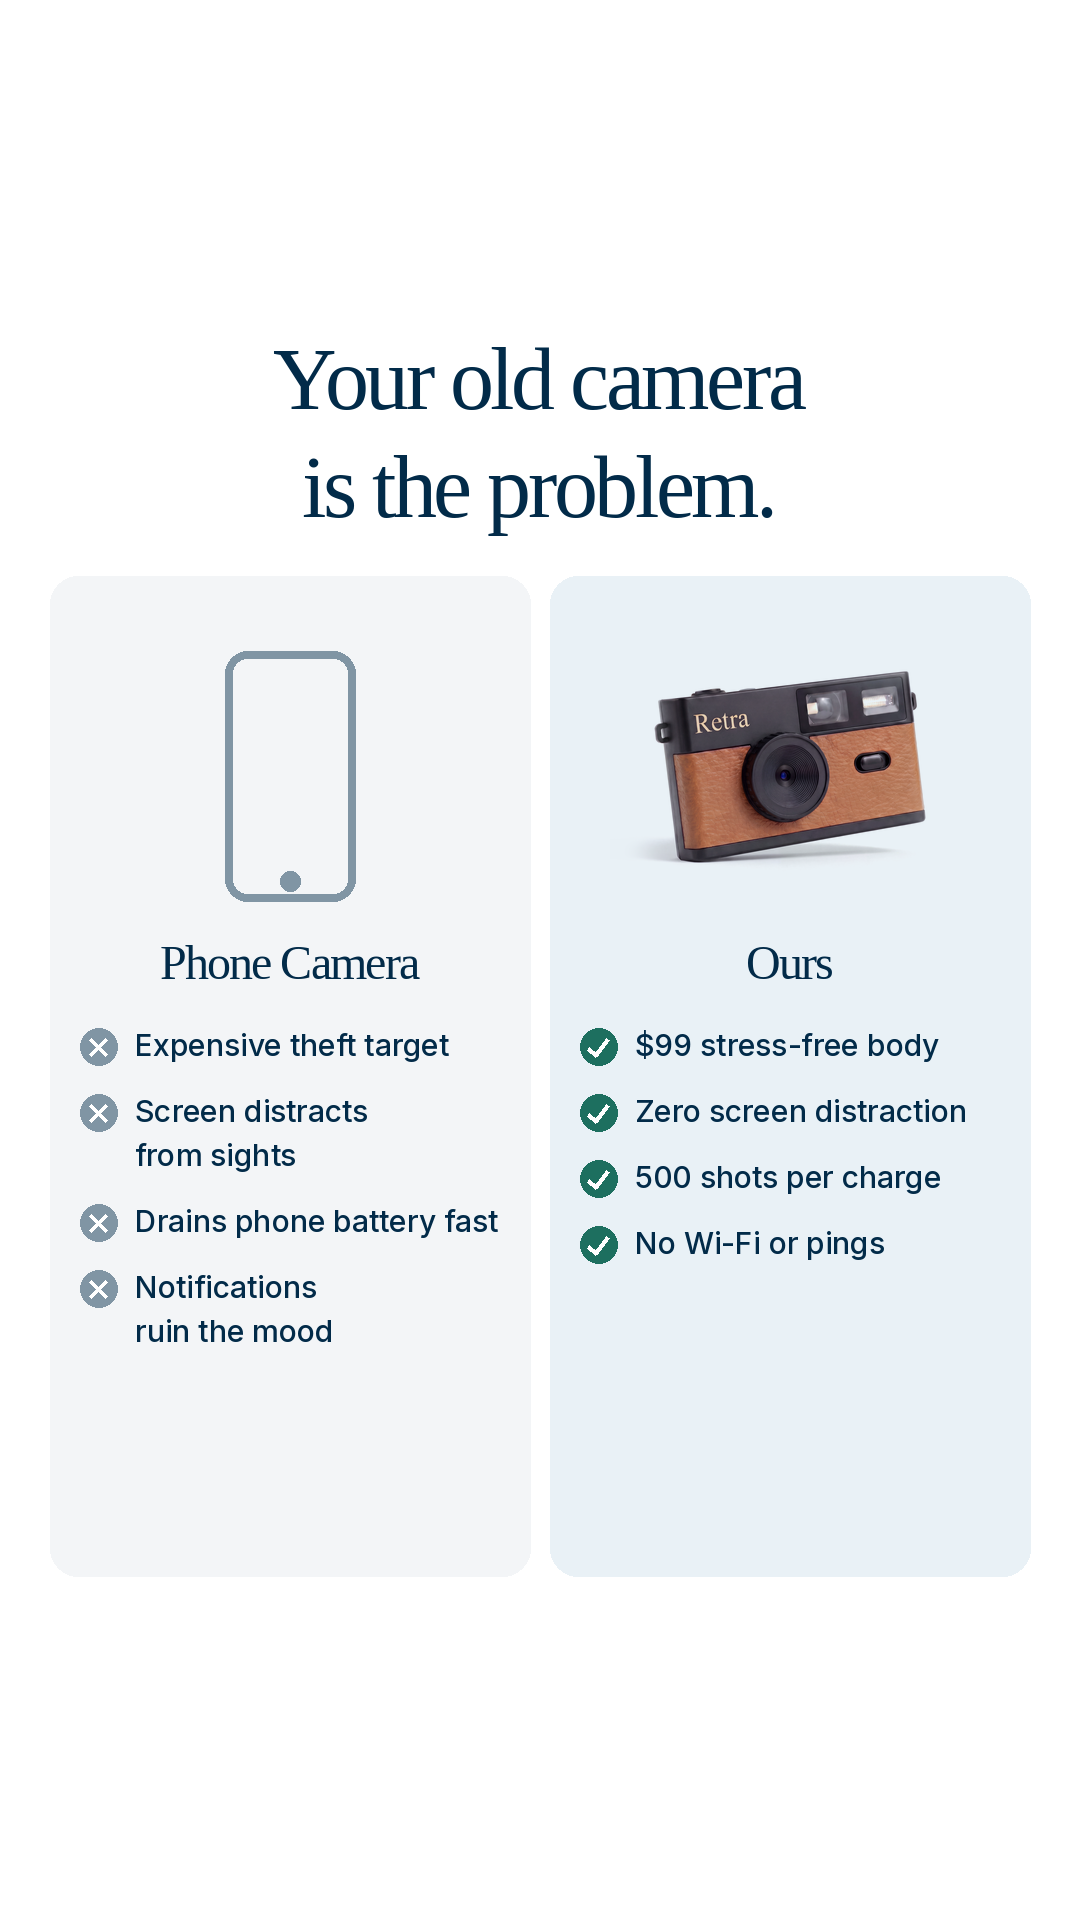 Your old camera
is the problem.
Retra
Phone Camera
Expensive theft target
Screen distracts
from sights
Drains phone battery fast
Notifications
ruin the mood
Ours
$99 stress-free body
Zero screen distraction
500 shots per charge
No Wi-Fi or pings